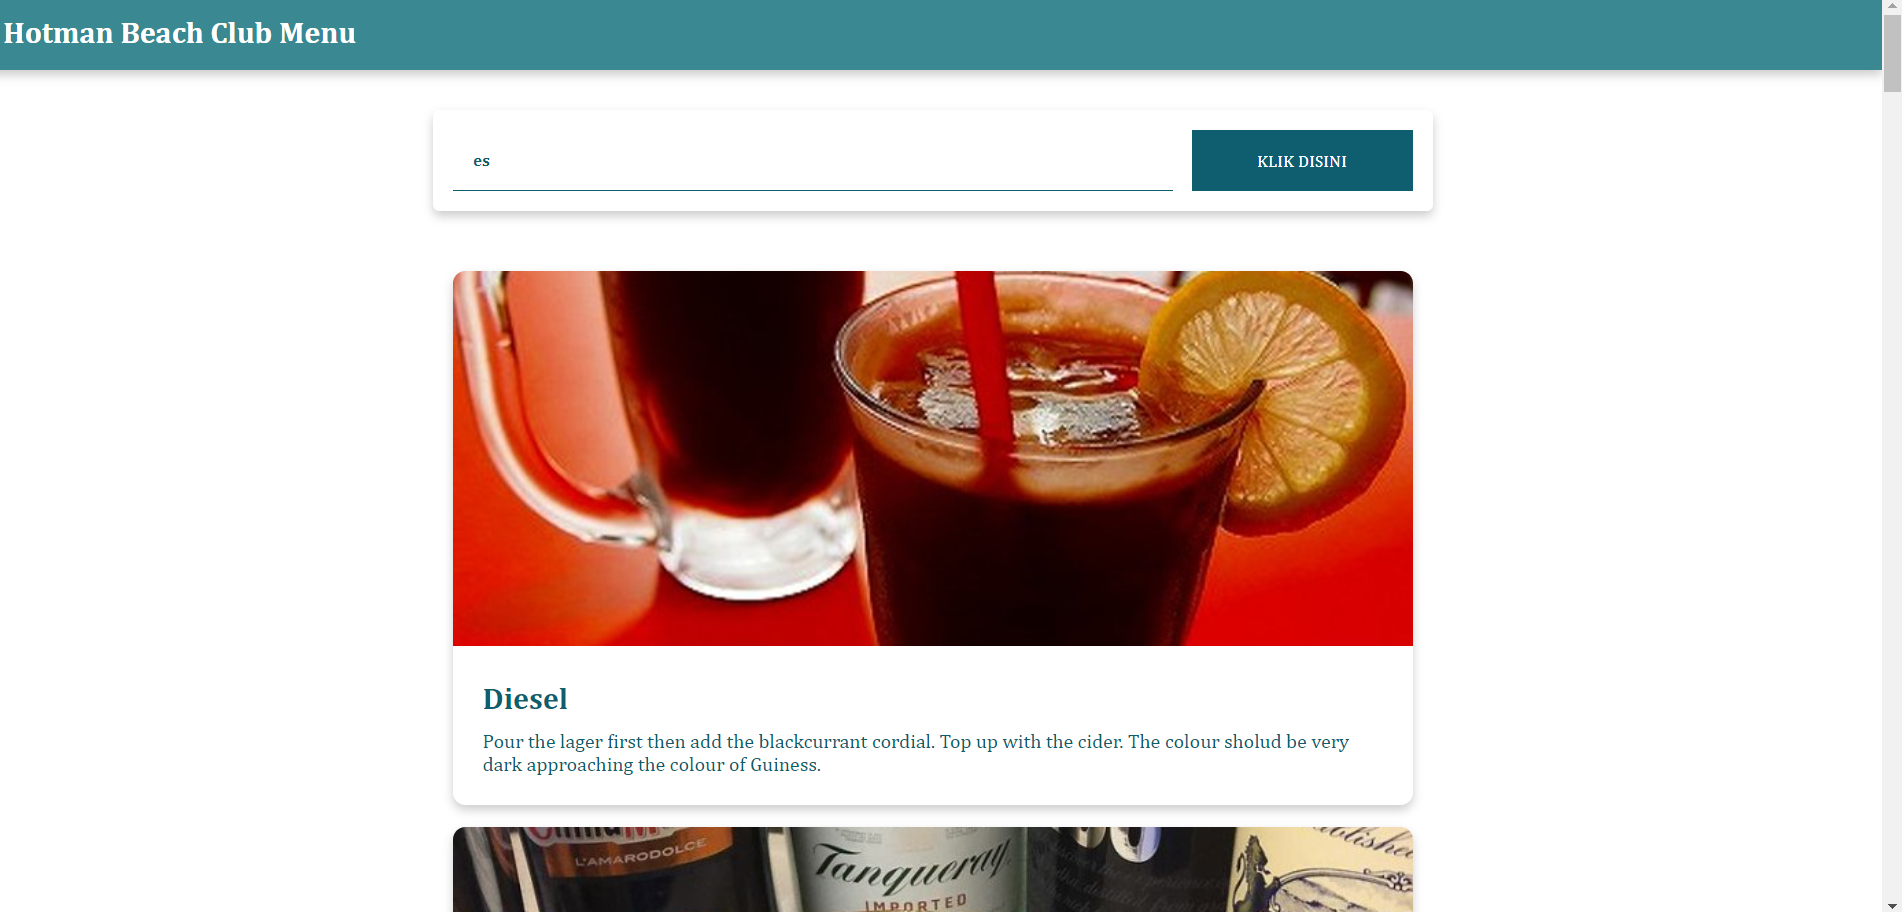 Hotman Beach Club Menu
es
KLIK DISINI
Diesel
Pour the lager first then add the blackcurrant cordial. Top up with the cider. The colour sholud be very
dark approaching the colour of Guiness.
L'AMARODOLCE
Tanqueray
IMPORTED